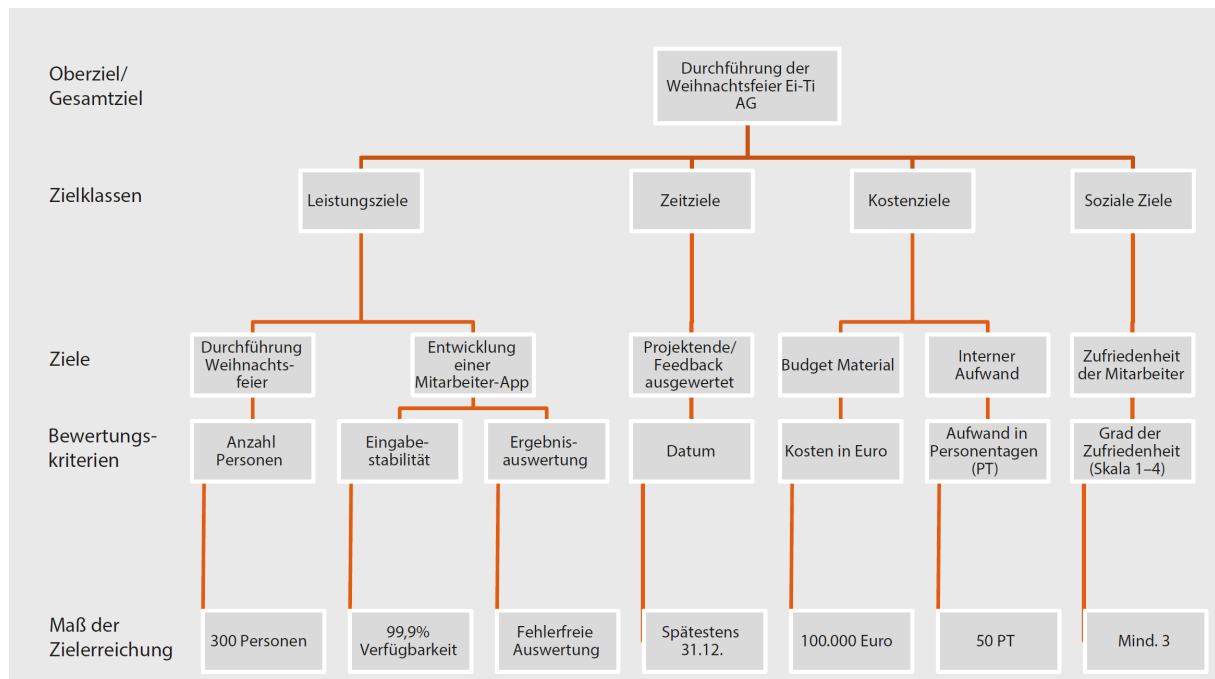 Oberziel/
Gesamtziel
Durchführung der
Weihnachtsfeier Ei-Ti
AG
Zielklassen
Leistungsziele
Zeitziele
Kostenziele
Soziale Ziele
Ziele
Durchführung
Weihnachts-
feier
Entwicklung
einer
Mitarbeiter-App
Projektende/
Feedback
ausgewertet
Budget Material
Interner
Aufwand
Zufriedenheit
der Mitarbeiter
Bewertungs-
kriterien
Anzahl
Personen
Eingabe-
stabilität
Ergebnis-
auswertung
Datum
Kosten in Euro
Aufwand in
Personentagen
(PT)
Grad der
Zufriedenheit
(Skala 1–4)
Maß der
Zielerreichung
300 Personen
99,9%
Verfügbarkeit
Fehlerfreie
Auswertung
Spätestens
31.12.
100.000 Euro
50 PT
Mind. 3